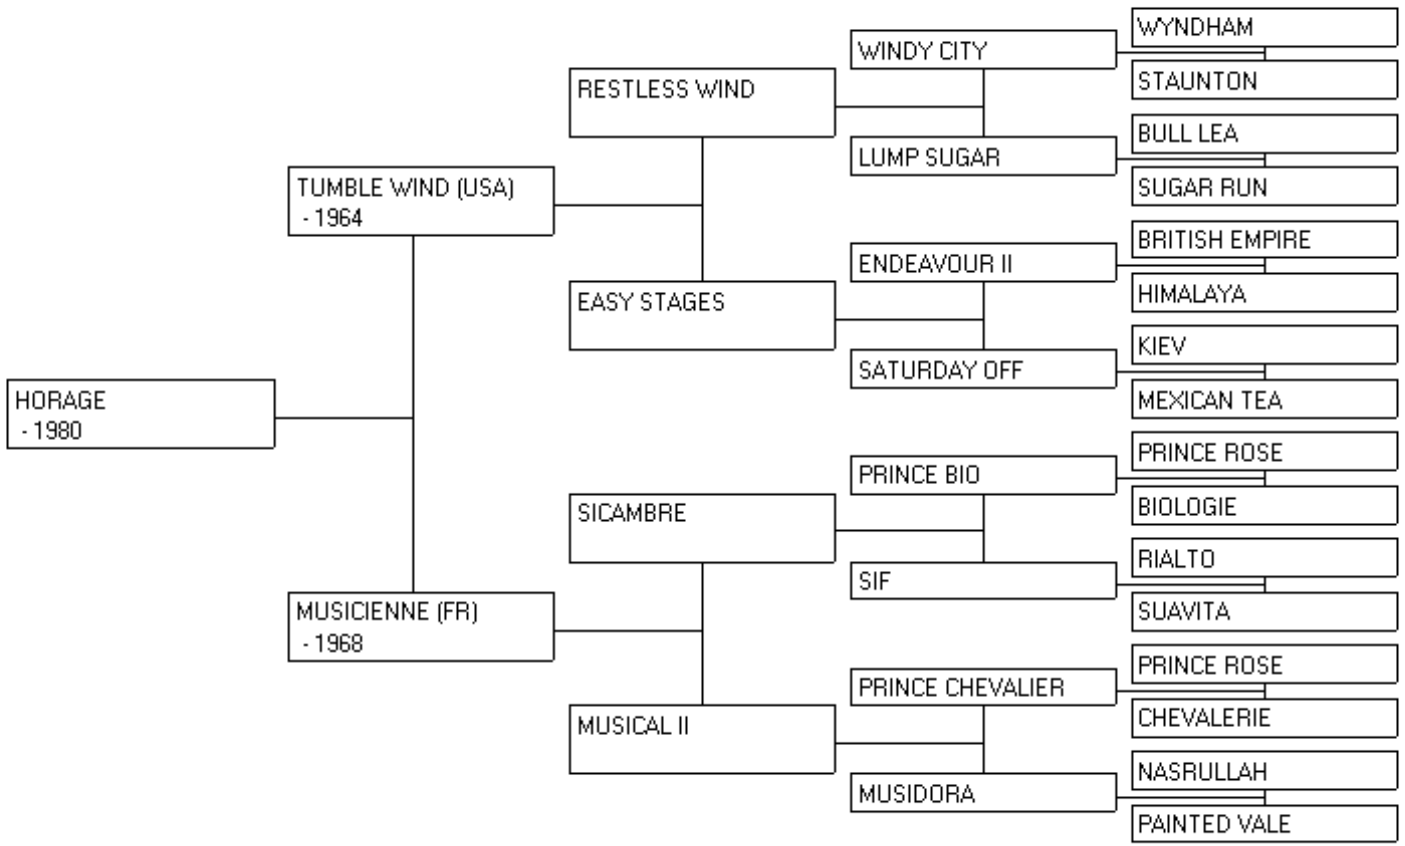 WYNDHAM
WINDY CITY
STAUNTON
RESTLESS WIND
BULL LEA
LUMP SUGAR
SUGAR RUN
TUMBLE WIND (USA)
- 1964
BRITISH EMPIRE
ENDEAVOUR II
HIMALAYA
EASY STAGES
KIEV
SATURDAY OFF
MEXICAN TEA
HORAGE
- 1980
PRINCE ROSE
PRINCE BIO
BIOLOGIE
SICAMBRE
RIALTO
SIF
SUAVITA
MUSICIENNE (FR)
- 1968
PRINCE ROSE
PRINCE CHEVALIER
CHEVALERIE
MUSICAL II
NASRULLAH
MUSIDORA
PAINTED VALE